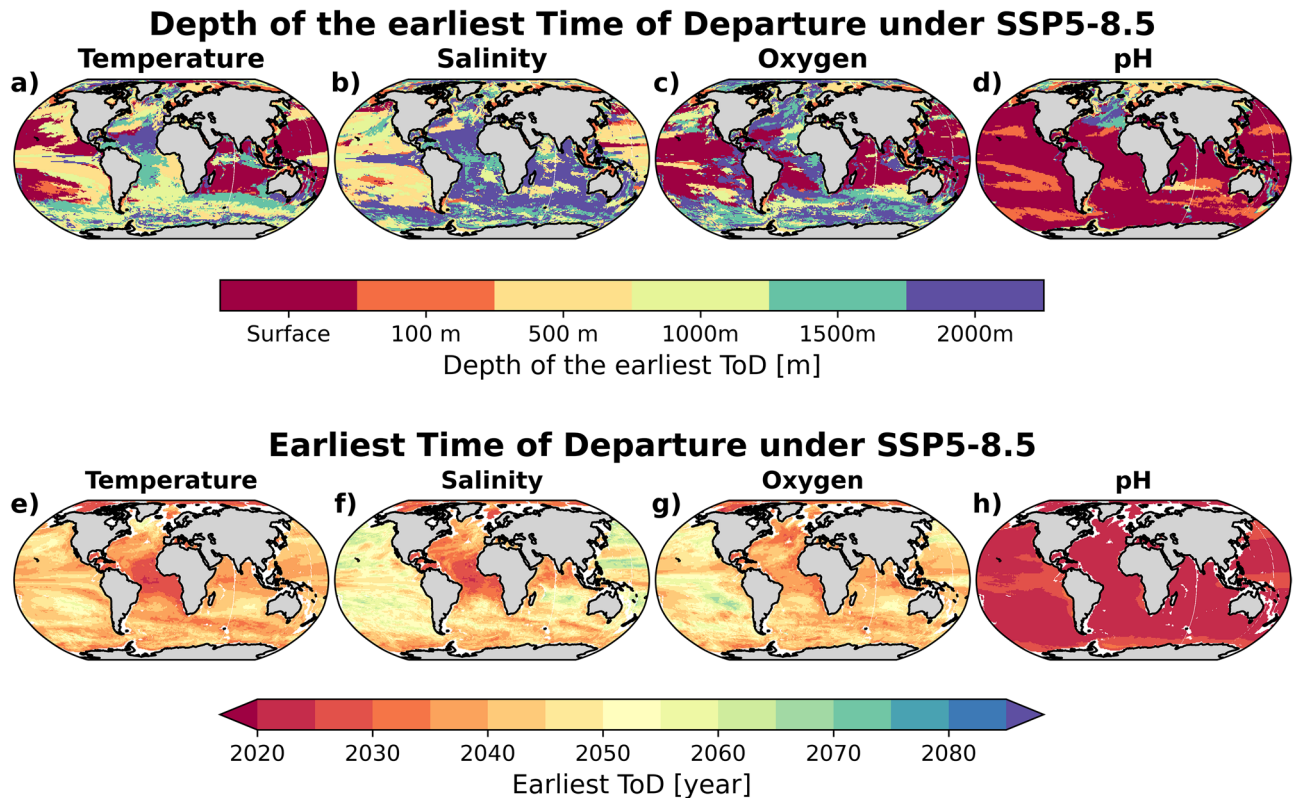 Depth of the earliest Time of Departure under SSP5-8.5
Temperature Salinity Oxygen pH
a) b) c) d)
Surface 100 m 500 m 1000m 1500m 2000m
Depth of the earliest ToD [m]
Earliest Time of Departure under SSP5-8.5
Temperature Salinity Oxygen pH
e) f) g) h)
2020 2030 2040 2050 2060 2070 2080
Earliest ToD [year]